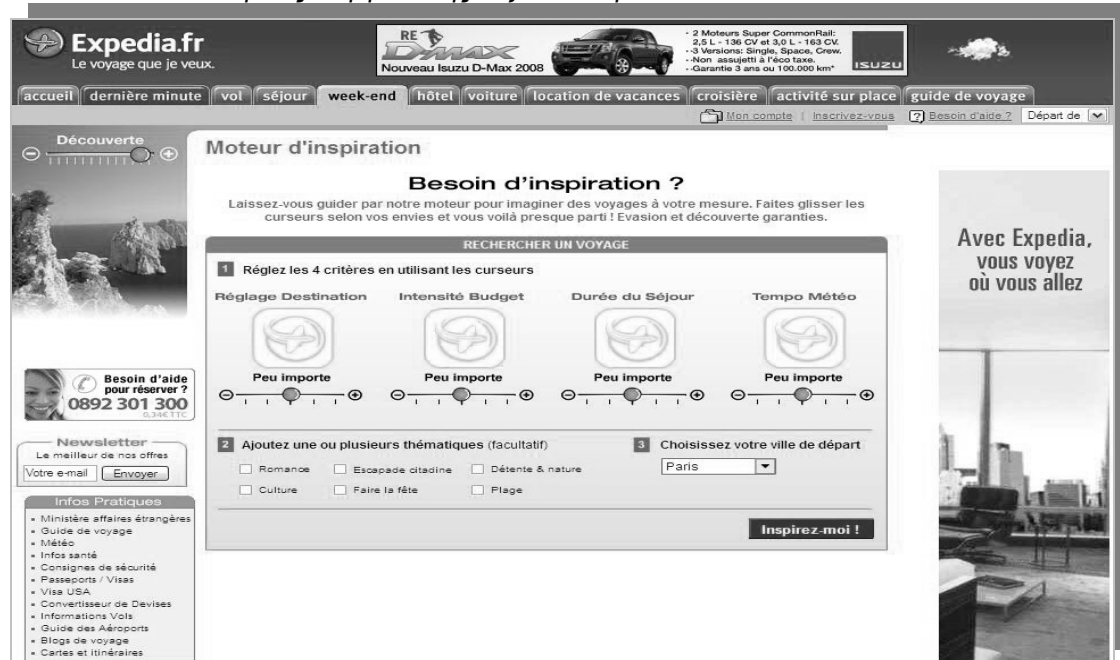 Expedia.fr
Le voyage que je veux.
RE
D-MAX
Nouveau Isuzu D-Max 2008
- 2 Moteurs Super CommonRail:
2,5 L - 136 CV et 3,0 L - 163 CV.
-3 Versions: Single, Space, Crew.
-Non assujetti à l'éco taxe.
-Garantie 3 ans ou 100.000 km*
ISUZU
accueil dernière minute vol séjour week-end hôtel voiture location de vacances croisière activité sur place guide de voyage
Mon compte | Inscrivez-vous ? Besoin d'aide ? Départ de
Découverte
Moteur d'inspiration
Besoin d'inspiration ?
Laissez-vous guider par notre moteur pour imaginer des voyages à votre mesure. Faites glisser les
curseurs selon vos envies et vous voilà presque parti ! Evasion et découverte garanties.
RECHERCHER UN VOYAGE
1 Réglez les 4 critères en utilisant les curseurs
Réglage Destination Intensité Budget Durée du Séjour Tempo Météo
Peu importe Peu importe Peu importe Peu importe
2 Ajoutez une ou plusieurs thématiques (facultatif)
Romance Escapade citadine Détente & nature
Culture Faire la fête Plage
3 Choisissez votre ville de départ
Paris
Inspirez-moi !
Besoin d'aide
pour réserver ?
0892 301 300
0,34€ TTC
Newsletter
Le meilleur de nos offres
Votre e-mail Envoyer
Infos Pratiques
Ministère affaires étrangères
Guide de voyage
Météo
Infos santé
Consignes de sécurité
Passeports / Visas
Visa USA
Convertisseur de Devises
Informations Vols
Guide des Aéroports
Blogs de voyage
Cartes et itinéraires
Avec Expedia,
vous voyez
où vous allez